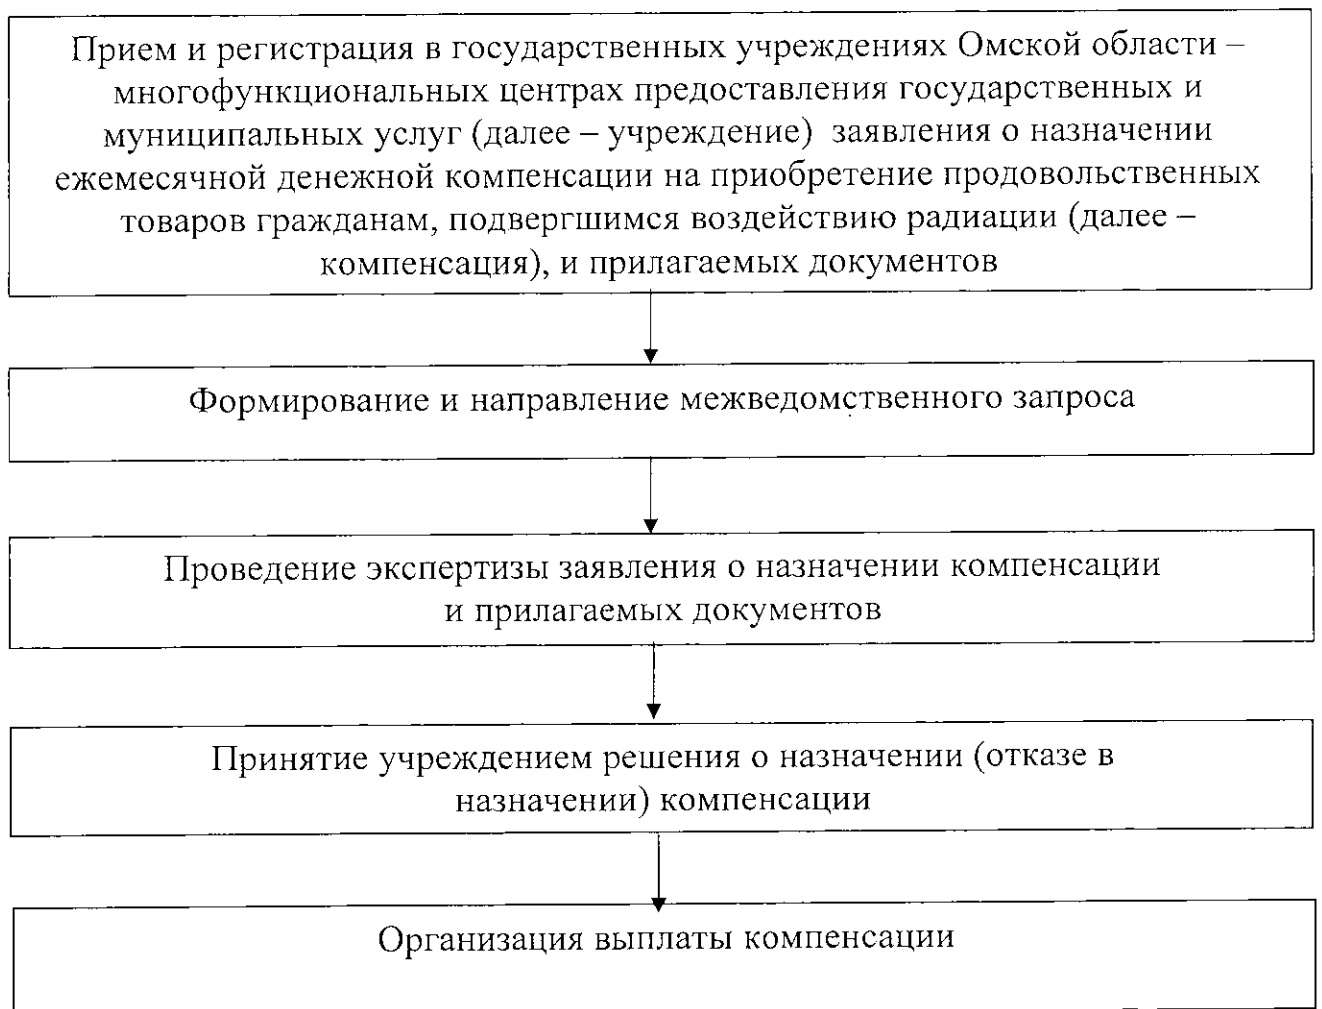 Прием и регистрация в государственных учреждениях Омской области –
многофункциональных центрах предоставления государственных и
муниципальных услуг (далее – учреждение) заявления о назначении
ежемесячной денежной компенсации на приобретение продовольственных
товаров гражданам, подвергшимся воздействию радиации (далее –
компенсация), и прилагаемых документов
Формирование и направление межведомственного запроса
Проведение экспертизы заявления о назначении компенсации
и прилагаемых документов
Принятие учреждением решения о назначении (отказе в
назначении) компенсации
Организация выплаты компенсации